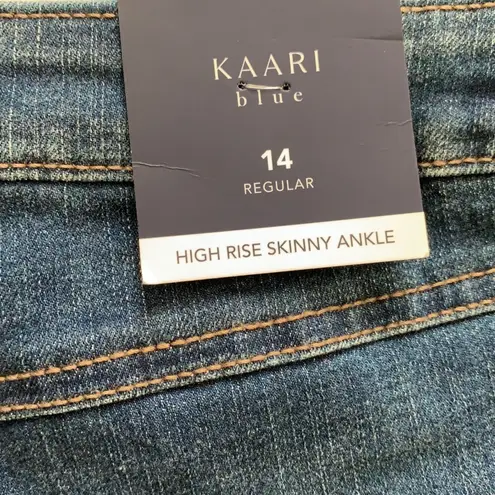 KAARI
blue
14
REGULAR
HIGH RISE SKINNY ANKLE